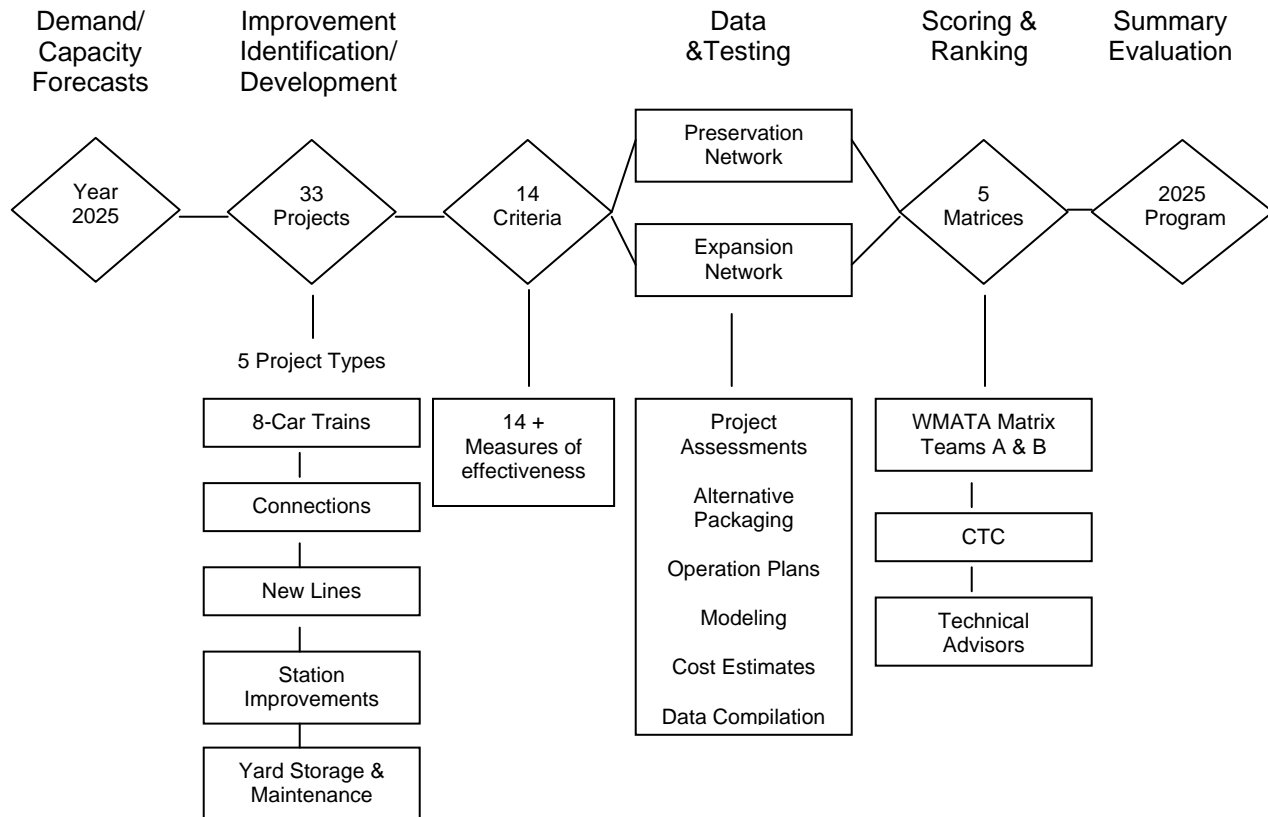 Demand/
Capacity
Forecasts
Improvement
Identification/
Development
Data
&Testing
Scoring &
Ranking
Summary
Evaluation
Year
2025
33
Projects
14
Criteria
Preservation
Network
Expansion
Network
5
Matrices
2025
Program
5 Project Types
8-Car Trains
Connections
New Lines
Station
Improvements
Yard Storage &
Maintenance
14 +
Measures of
effectiveness
Project
Assessments
Alternative
Packaging
Operation Plans
Modeling
Cost Estimates
Data Compilation
WMATA Matrix
Teams A & B
CTC
Technical
Advisors